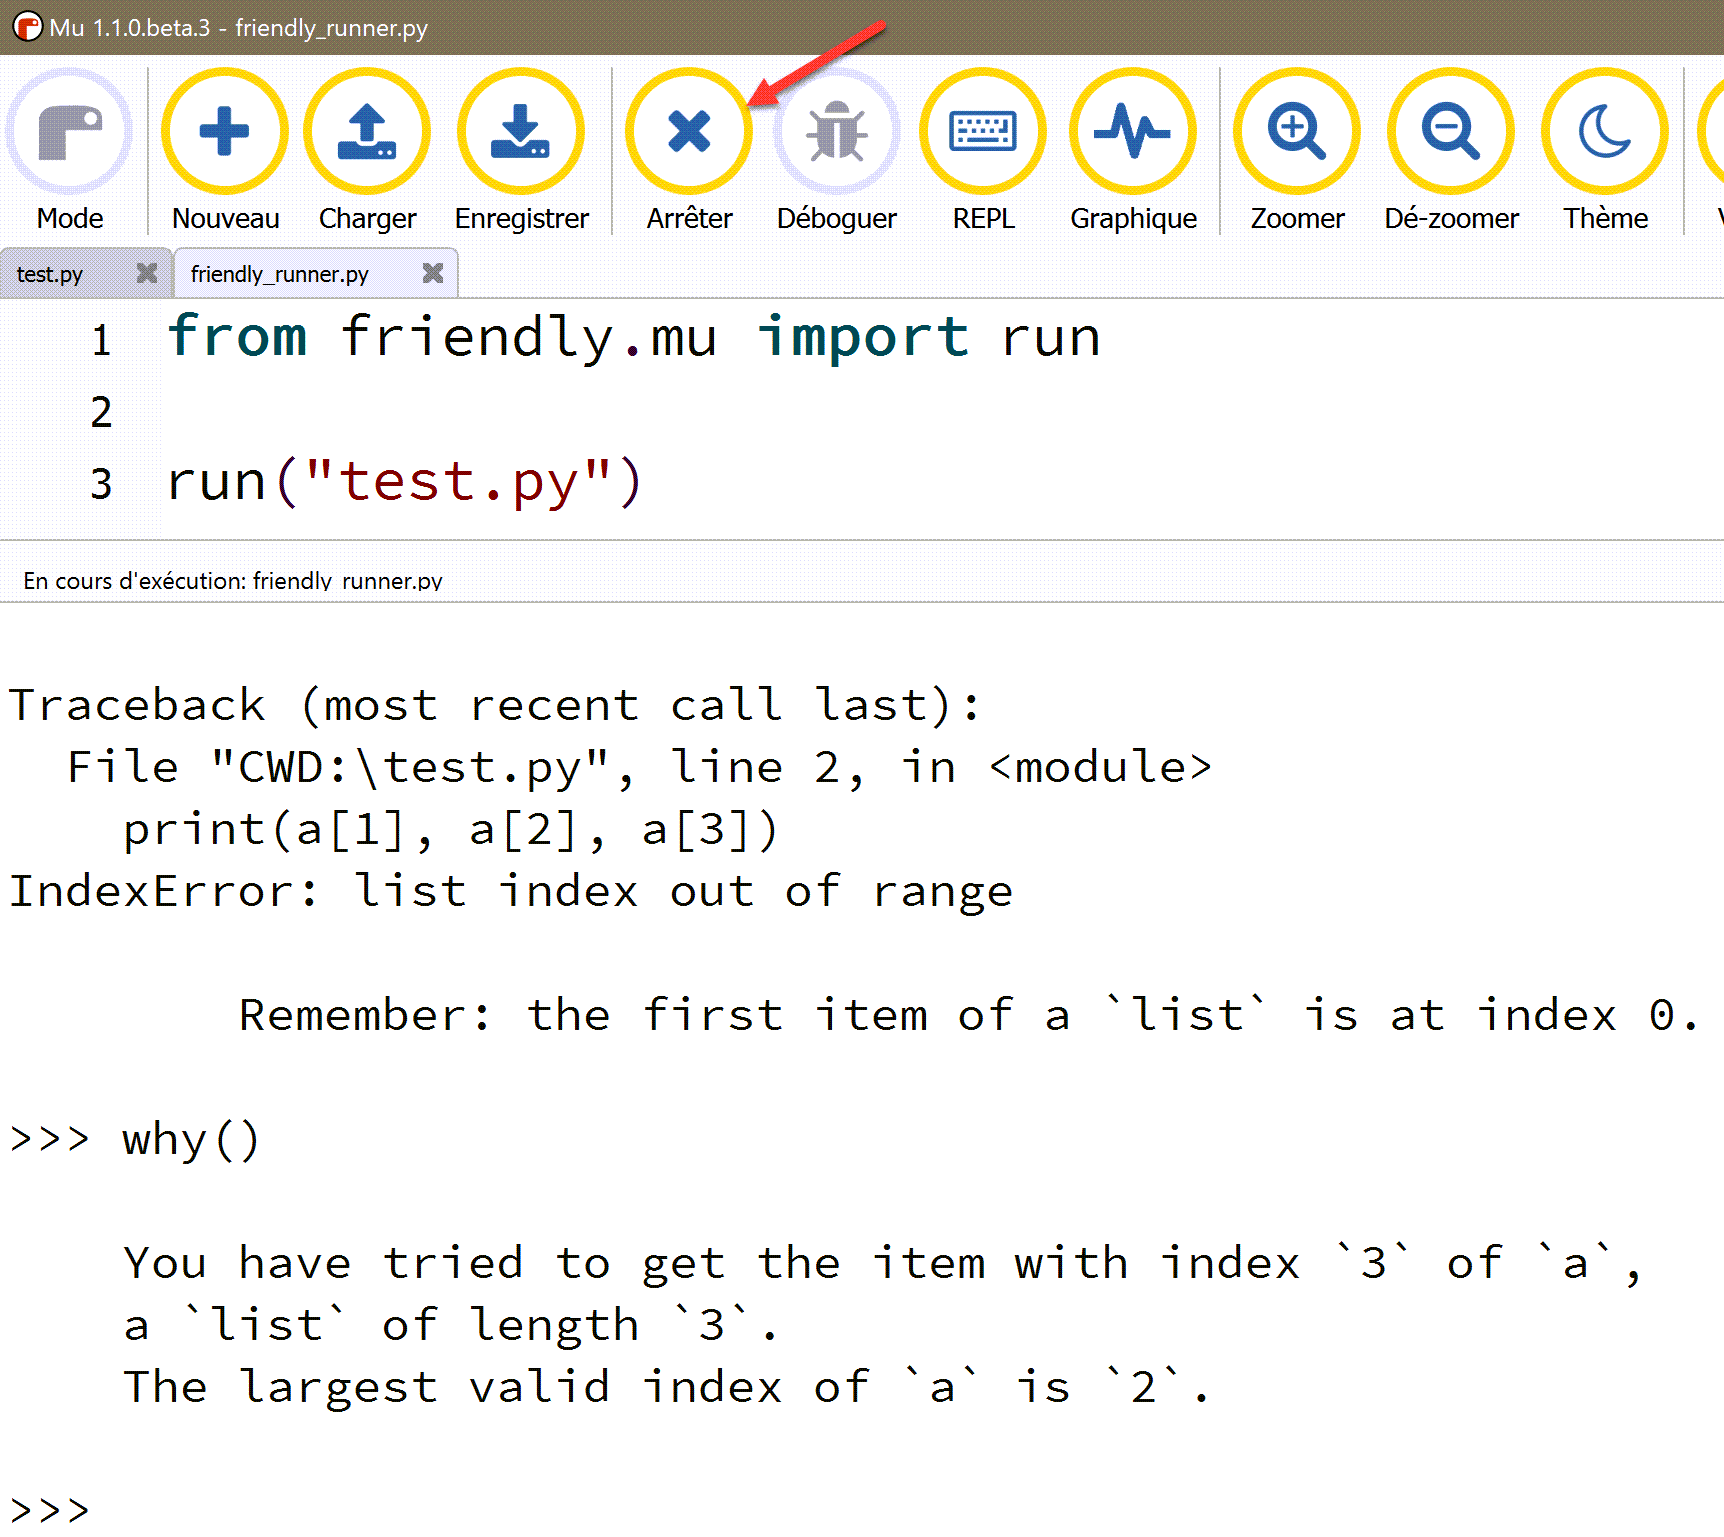 Mu 1.1.0.beta.3 - friendly_runner.py
Mode Nouveau Charger Enregistrer Arrêter Déboguer REPL Graphique Zoomer Dé-zoomer Thème
test.py friendly_runner.py
1 from friendly.mu import run
2
3 run("test.py")
En cours d'exécution: friendly_runner.py
Traceback (most recent call last):
  File "CWD:\test.py", line 2, in <module>
    print(a[1], a[2], a[3])
IndexError: list index out of range
        Remember: the first item of a `list` is at index 0.
>>> why()
    You have tried to get the item with index `3` of `a`,
    a `list` of length `3`.
    The largest valid index of `a` is `2`.
>>>